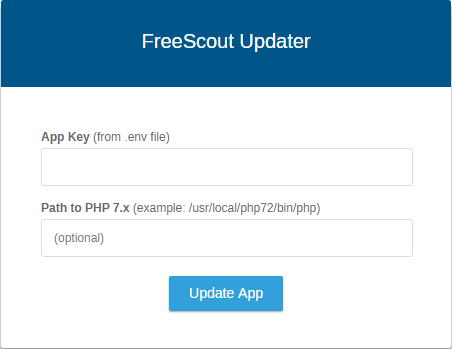 FreeScout Updater
App Key (from .env file)
Path to PHP 7.x (example: /usr/local/php72/bin/php)
(optional)
Update App